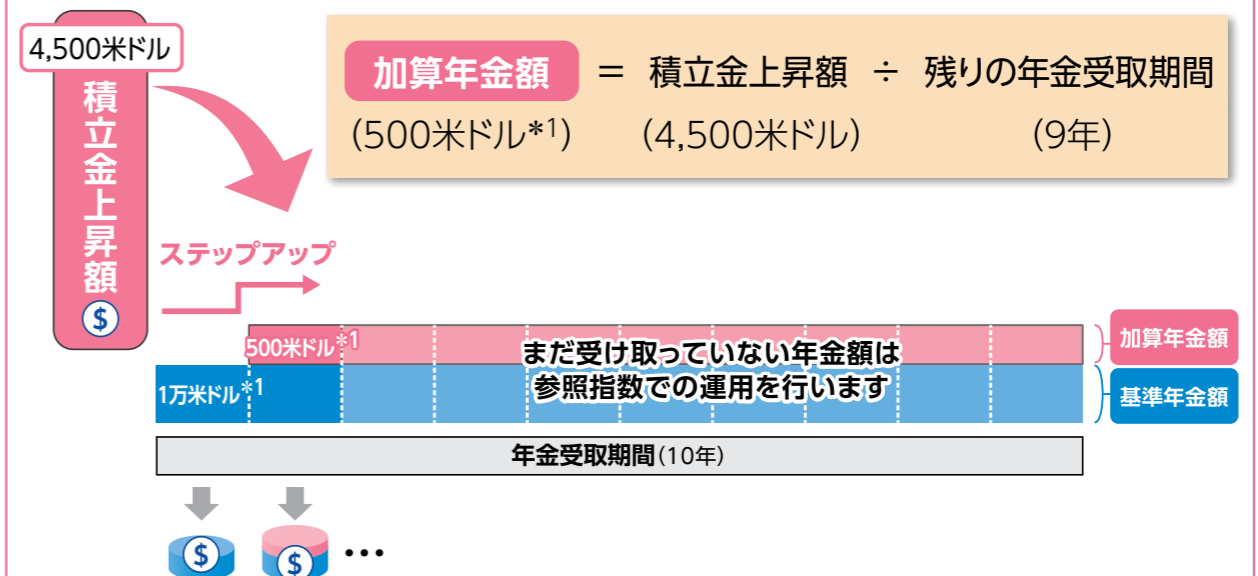 4,500米ドル
積立金上昇額
$
加算年金額 = 積立金上昇額 ÷ 残りの年金受取期間
(500米ドル*1) (4,500米ドル) (9年)
ステップアップ
500米ドル*1
1万米ドル*1
まだ受け取っていない年金額は
参照指数での運用を行います
加算年金額
基準年金額
年金受取期間(10年)
$ $ •••